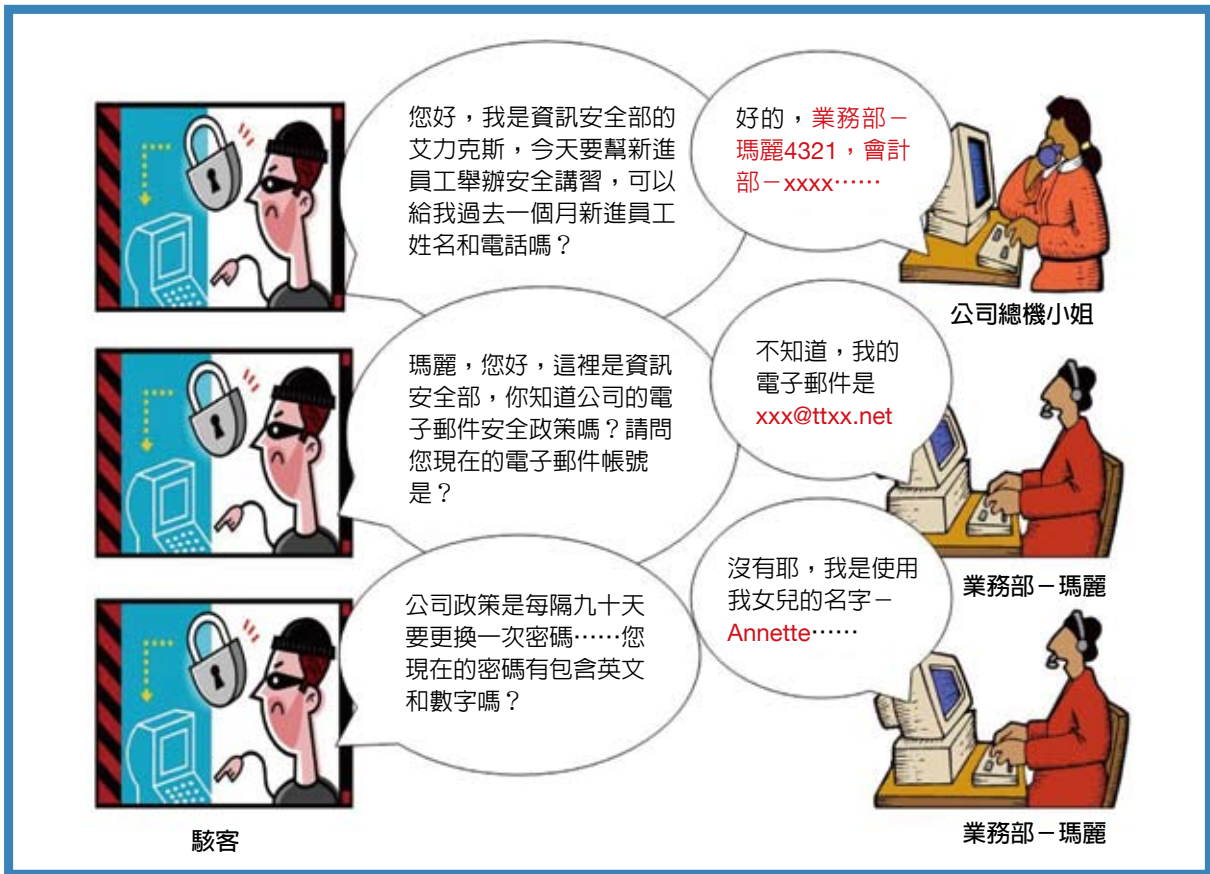 您好，我是資訊安全部的
艾力克斯，今天要幫新進
員工舉辦安全講習，可以
給我過去一個月新進員工
姓名和電話嗎？
好的，業務部－
瑪麗4321，會計
部－xxxx……
公司總機小姐
瑪麗，您好，這裡是資訊
安全部，你知道公司的電
子郵件安全政策嗎？請問
您現在的電子郵件帳號
是？
不知道，我的
電子郵件是
xxx@ttxx.net
業務部－瑪麗
公司政策是每隔九十天
要更換一次密碼……您
現在的密碼有包含英文
和數字嗎？
沒有耶，我是使用
我女兒的名字－
Annette……
業務部－瑪麗
駭客